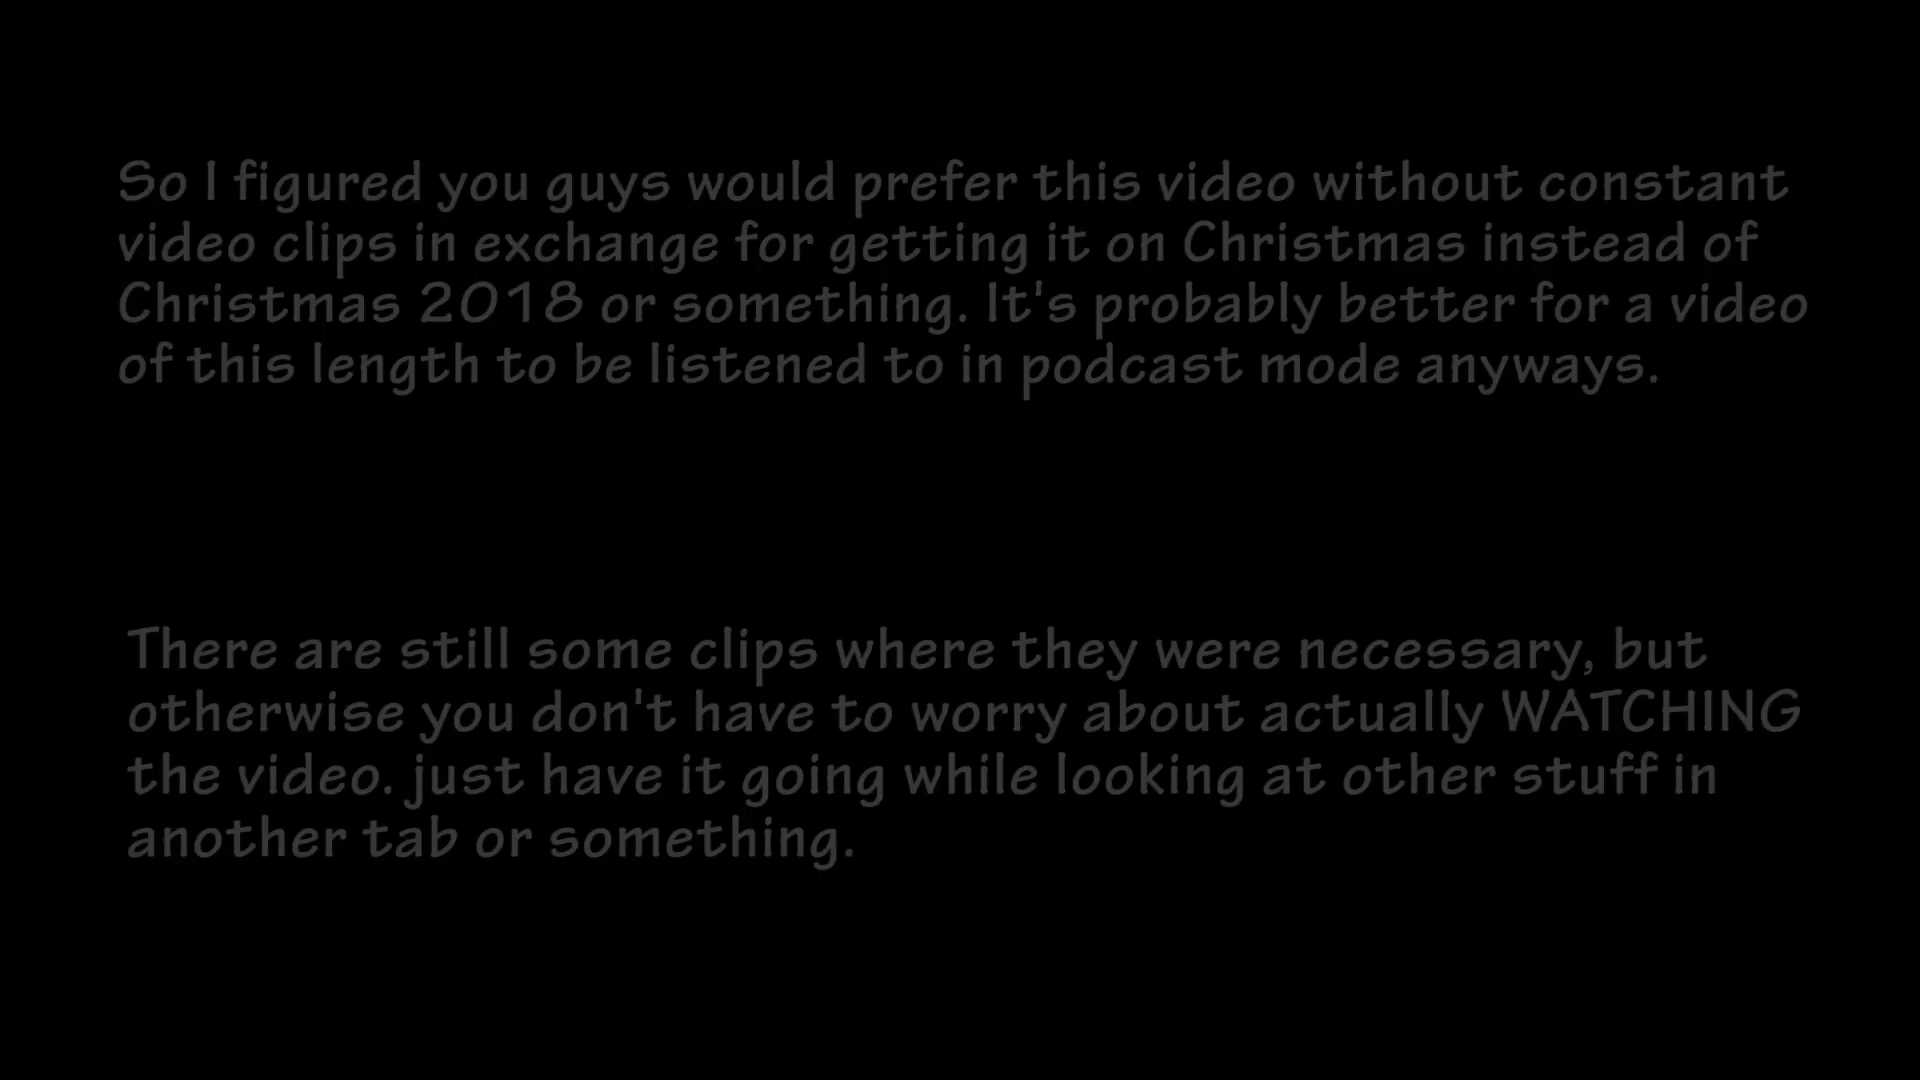 So I figured you guys would prefer this video without constant
video clips in exchange for getting it on Christmas instead of
Christmas 2018 or something. It's probably better for a video
of this length to be listened to in podcast mode anyways.
There are still some clips where they were necessary, but
otherwise you don't have to worry about actually WATCHING
the video. just have it going while looking at other stuff in
another tab or something.